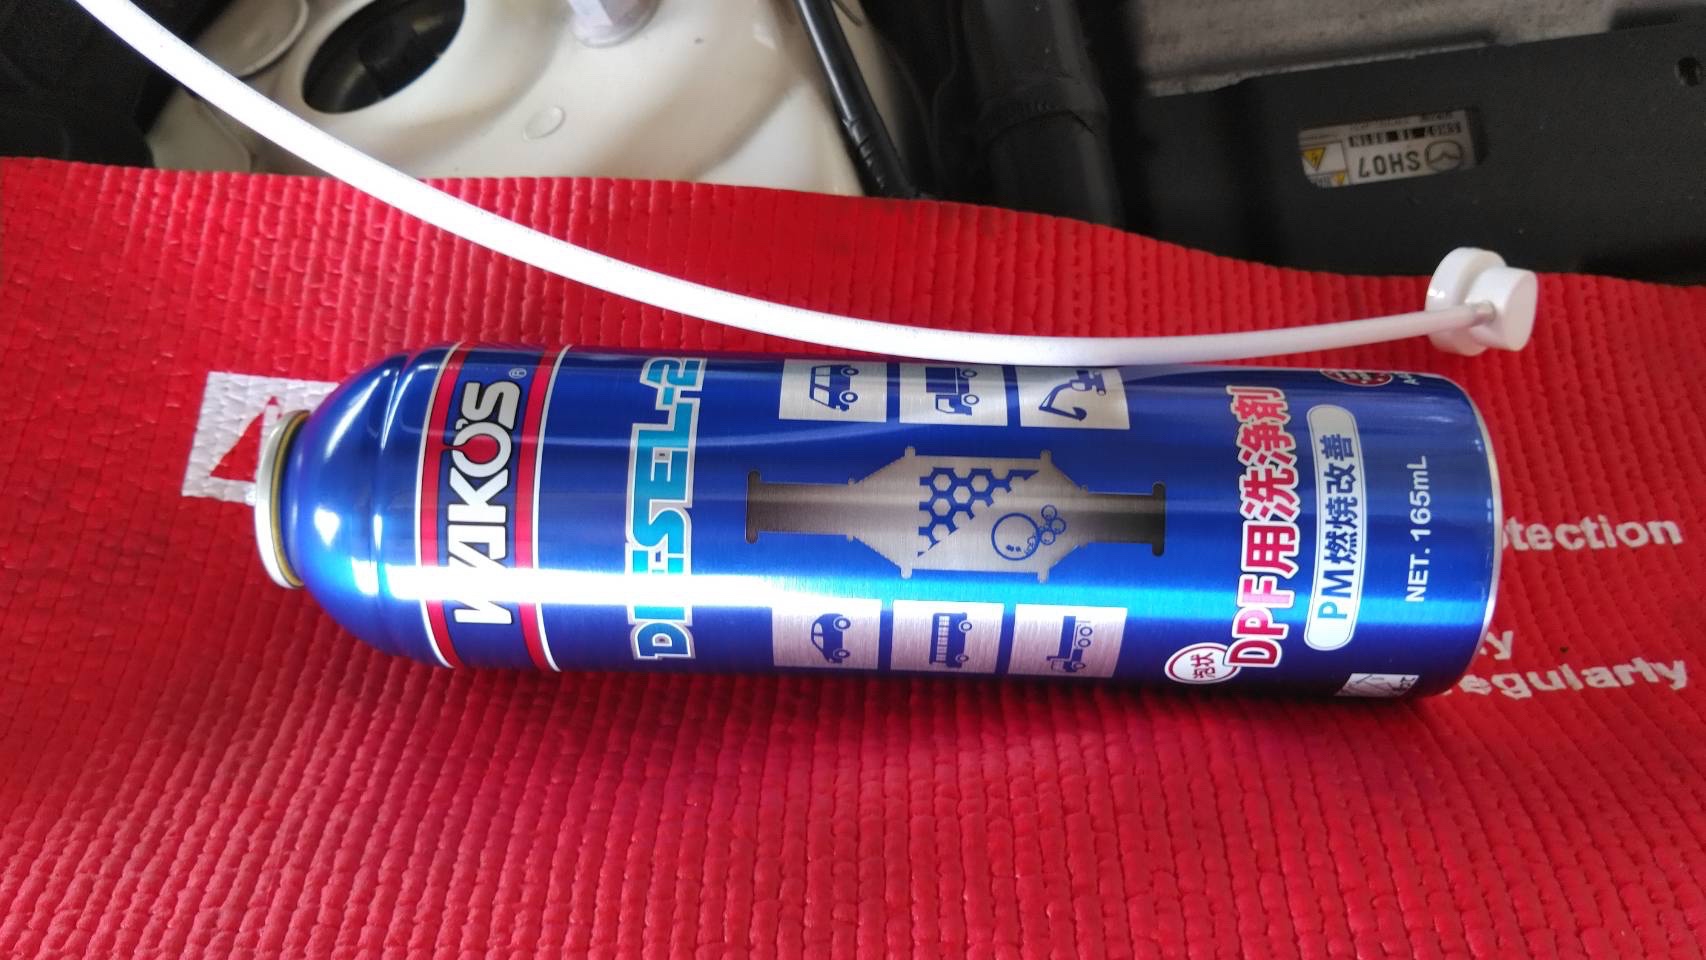 WAKO'S®
DIESEL-2
泡状
DPF用洗浄剤
PM燃焼改善
NET. 165mL
SH07
tection
y
egularly